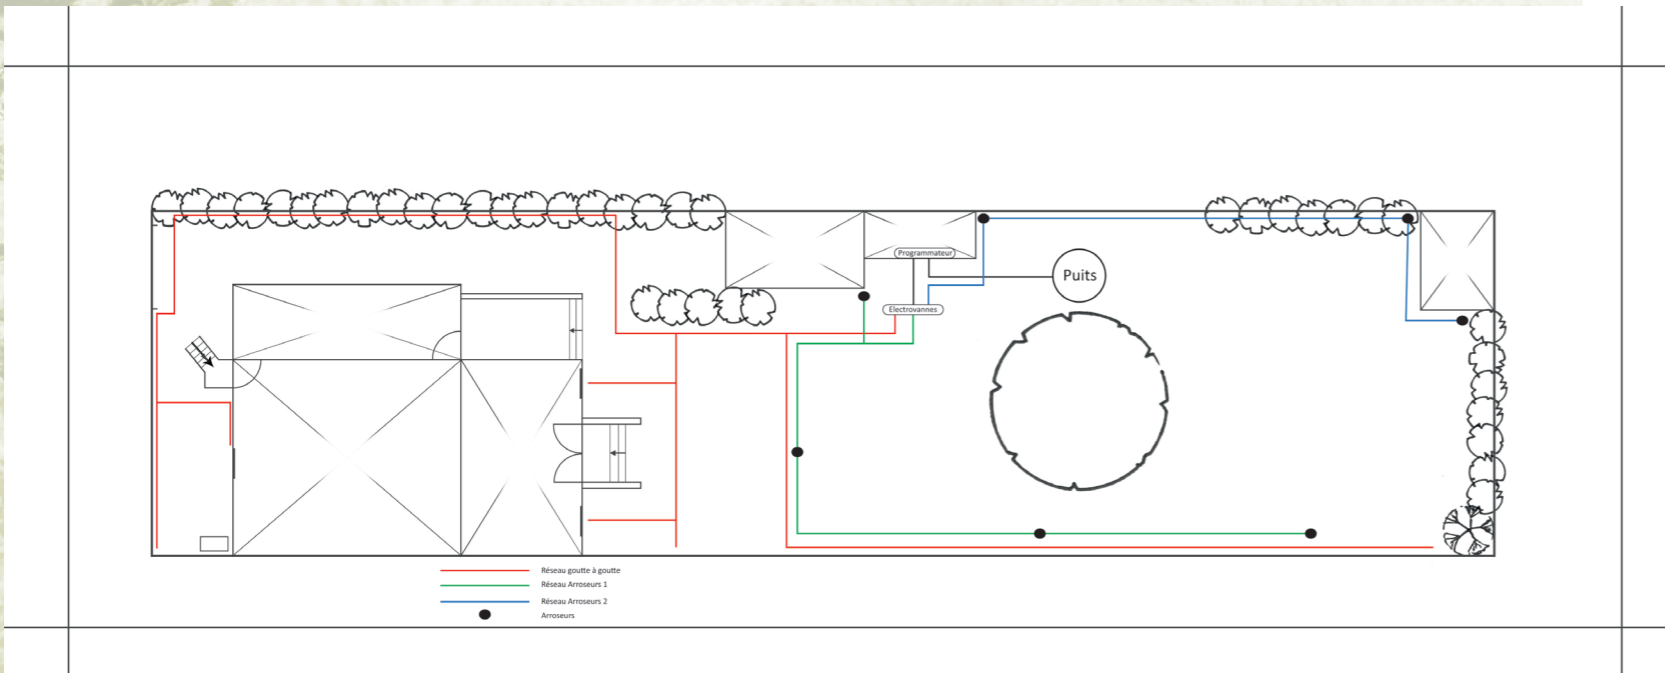 Programmateur
Puits
Electrovannes
Réseau goutte à goutte
Réseau Arroseurs 1
Réseau Arroseurs 2
Arroseurs